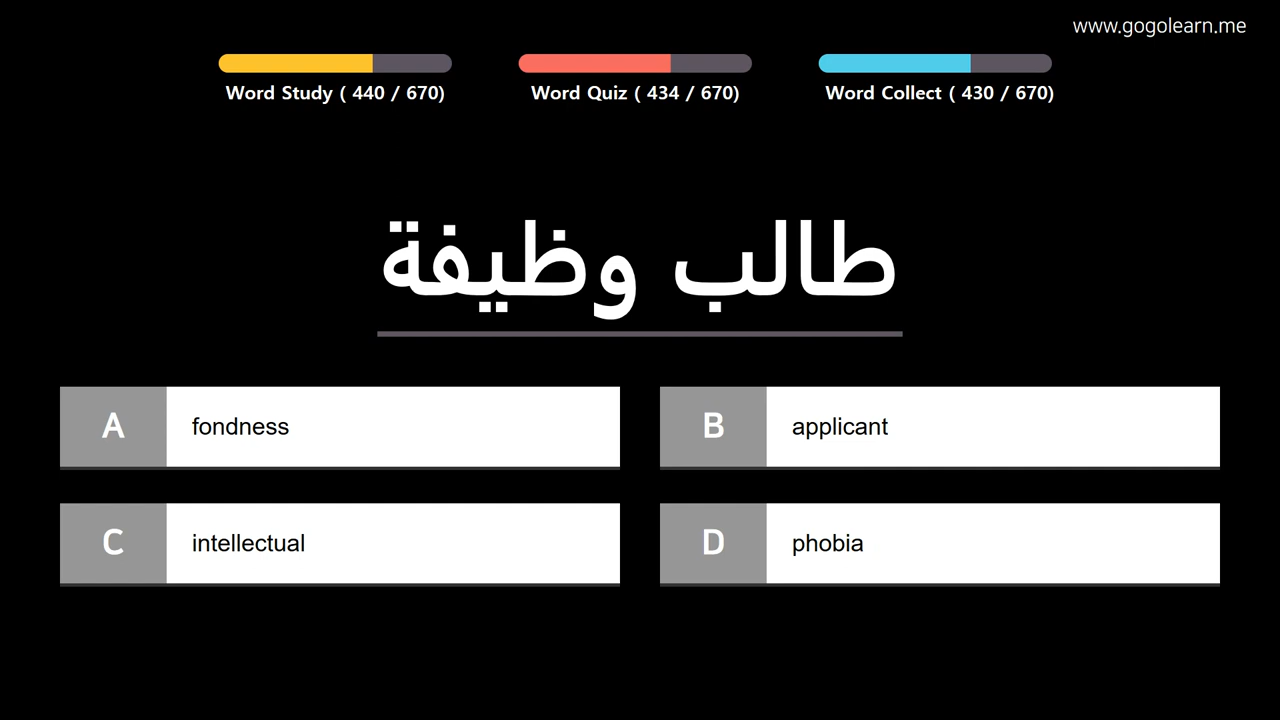 www.gogolearn.me
Word Study ( 440 / 670)
Word Quiz ( 434 / 670)
Word Collect ( 430 / 670)
طالب وظيفة
A fondness
B applicant
C intellectual
D phobia